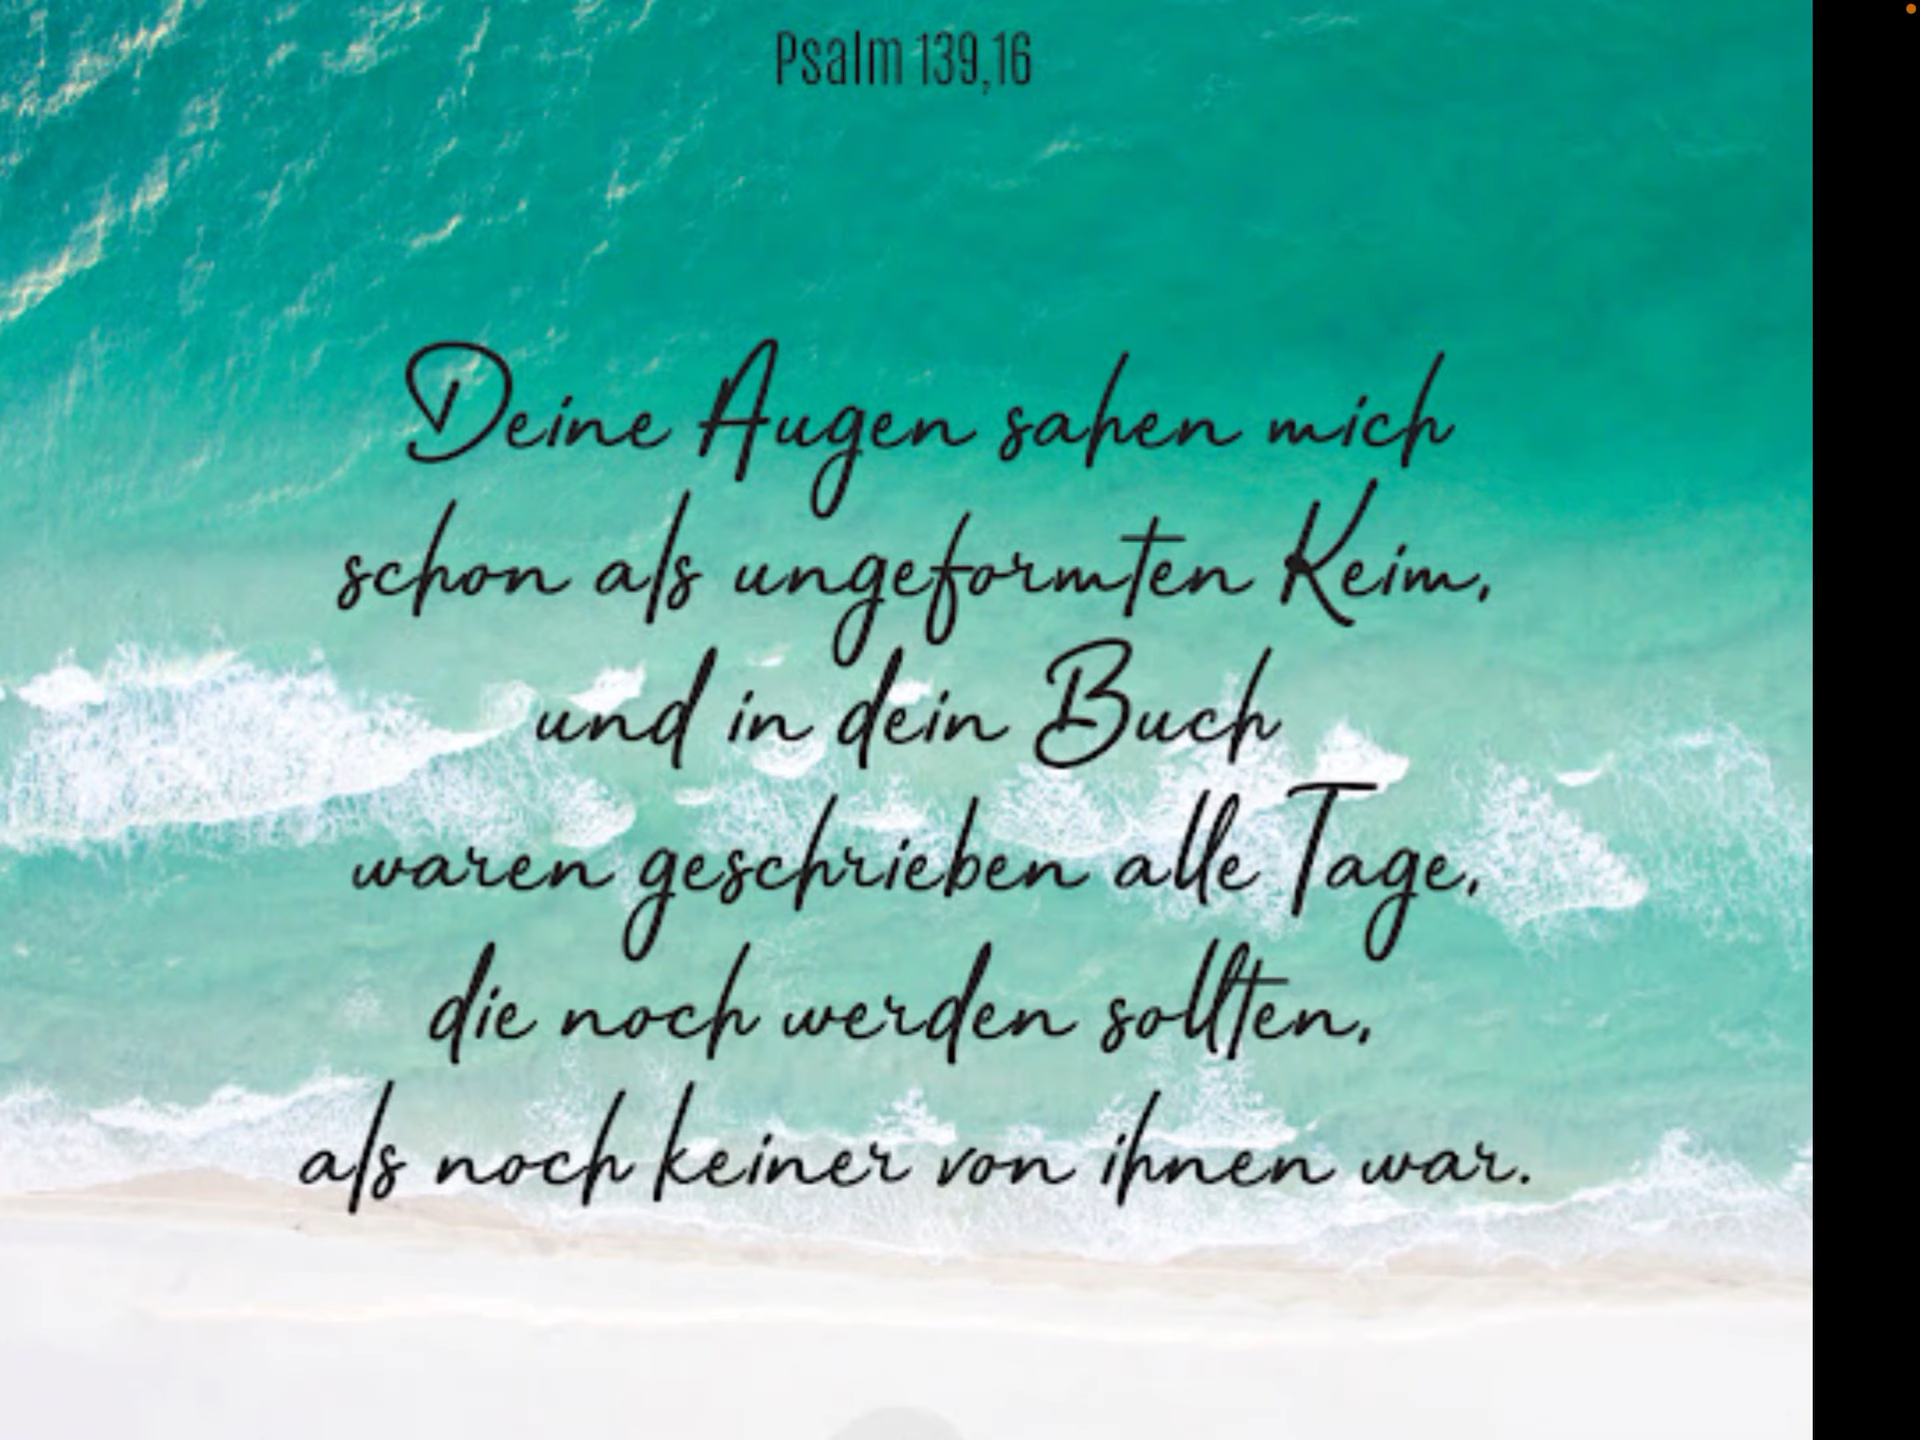 Psalm 139,16
Deine Augen sahen mich
schon als ungeformten Keim,
und in dein Buch
waren geschrieben alle Tage,
die noch werden sollten,
als noch keiner von ihnen war.